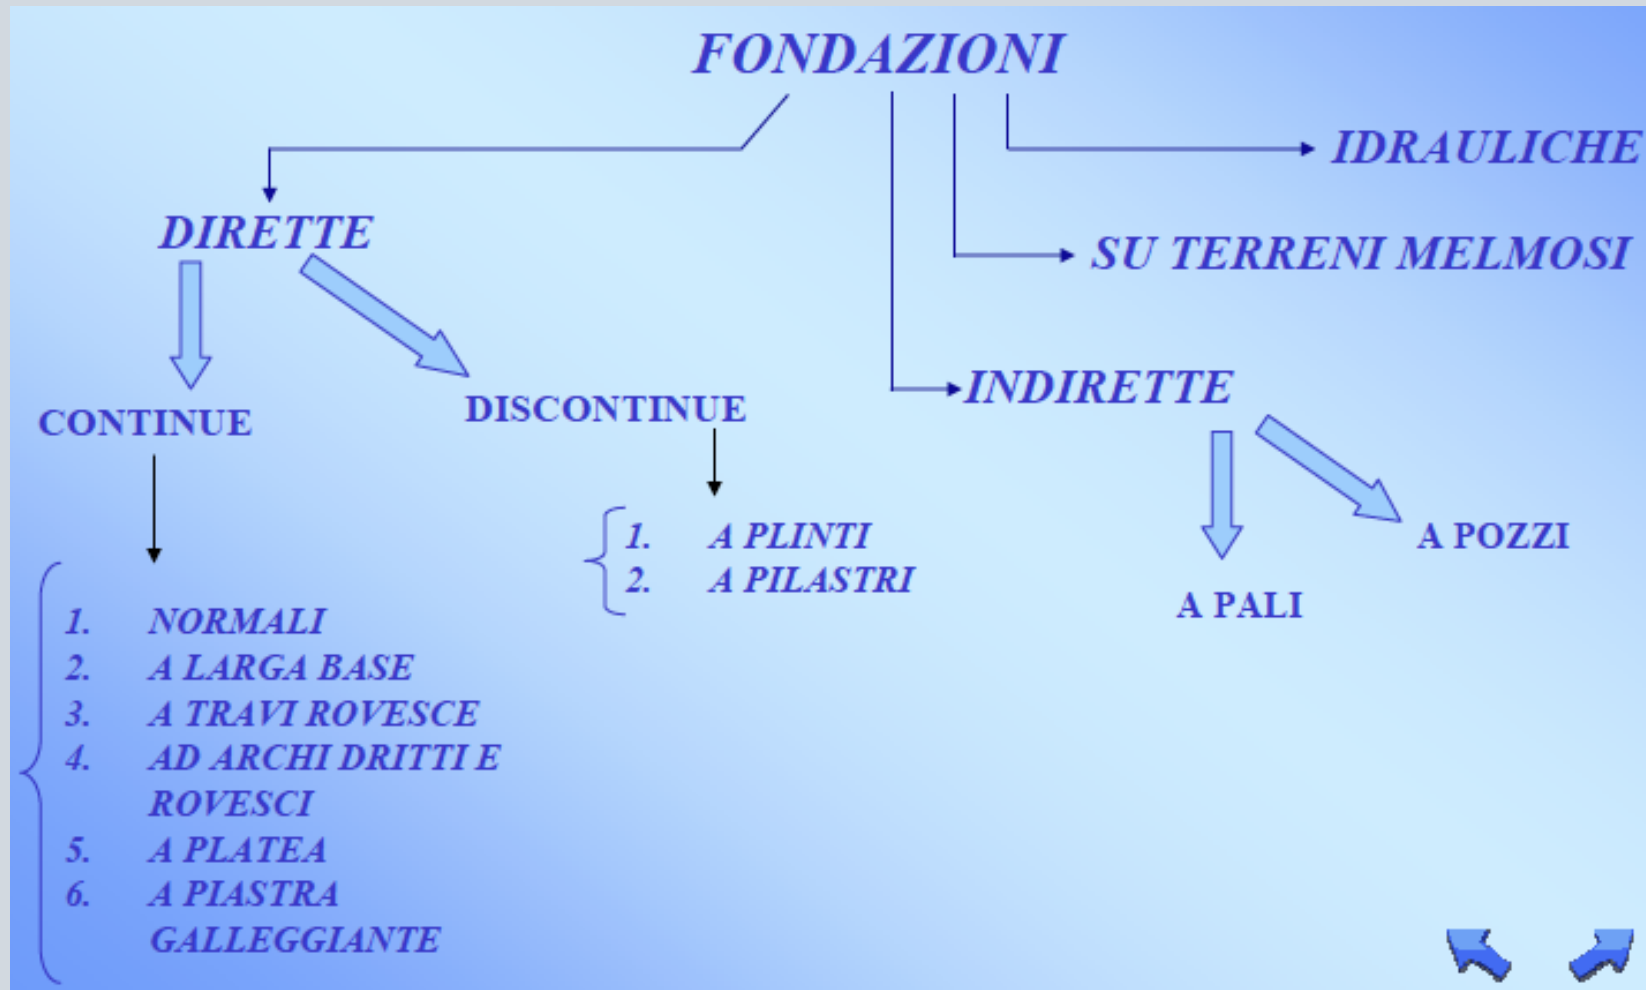 FONDAZIONI
IDRAULICHE
DIRETTE
SU TERRENI MELMOSI
INDIRETTE
CONTINUE
DISCONTINUE
1. A PLINTI
2. A PILASTRI
A POZZI
A PALI
1. NORMALI
2. A LARGA BASE
3. A TRAVI ROVESCE
4. AD ARCHI DRITTI E
ROVESCI
5. A PLATEA
6. A PIASTRA
GALLEGGIANTE